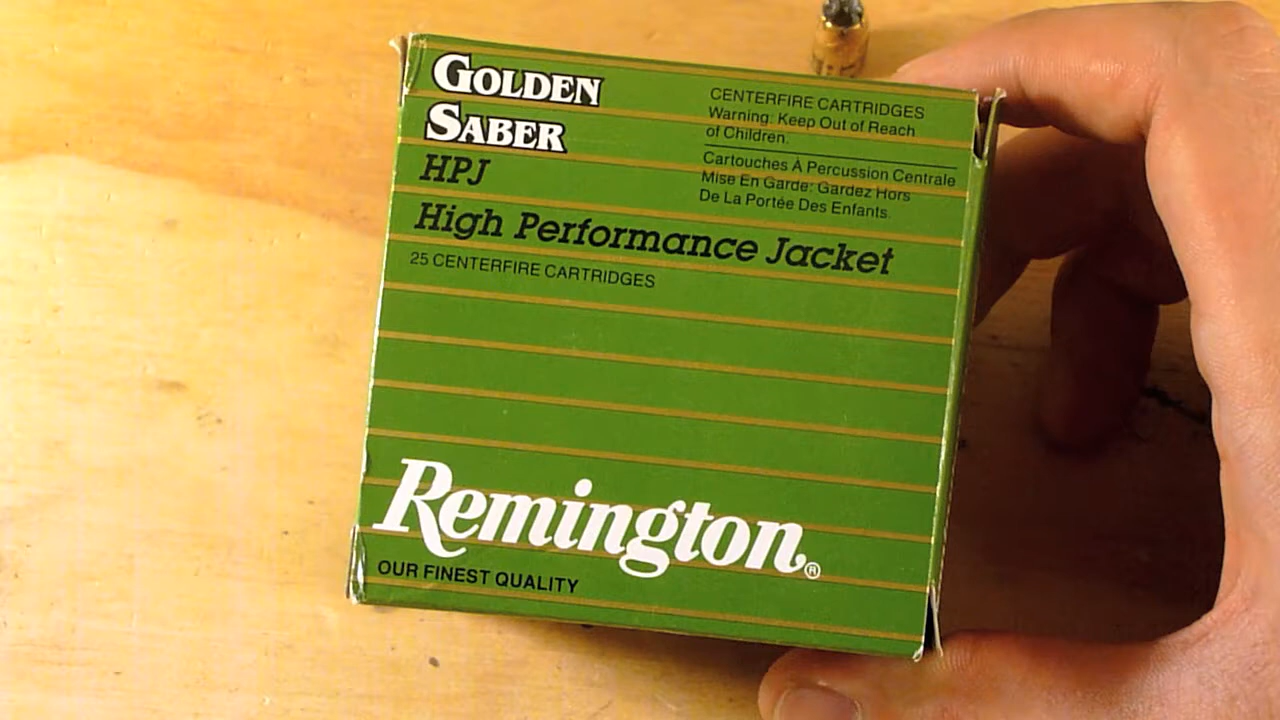 GOLDEN
SABER
HPJ
High Performance Jacket
25 CENTERFIRE CARTRIDGES
CENTERFIRE CARTRIDGES
Warning: Keep Out of Reach
of Children.
Cartouches À Percussion Centrale
Mise En Garde: Gardez Hors
De La Portée Des Enfants.
Remington®
OUR FINEST QUALITY